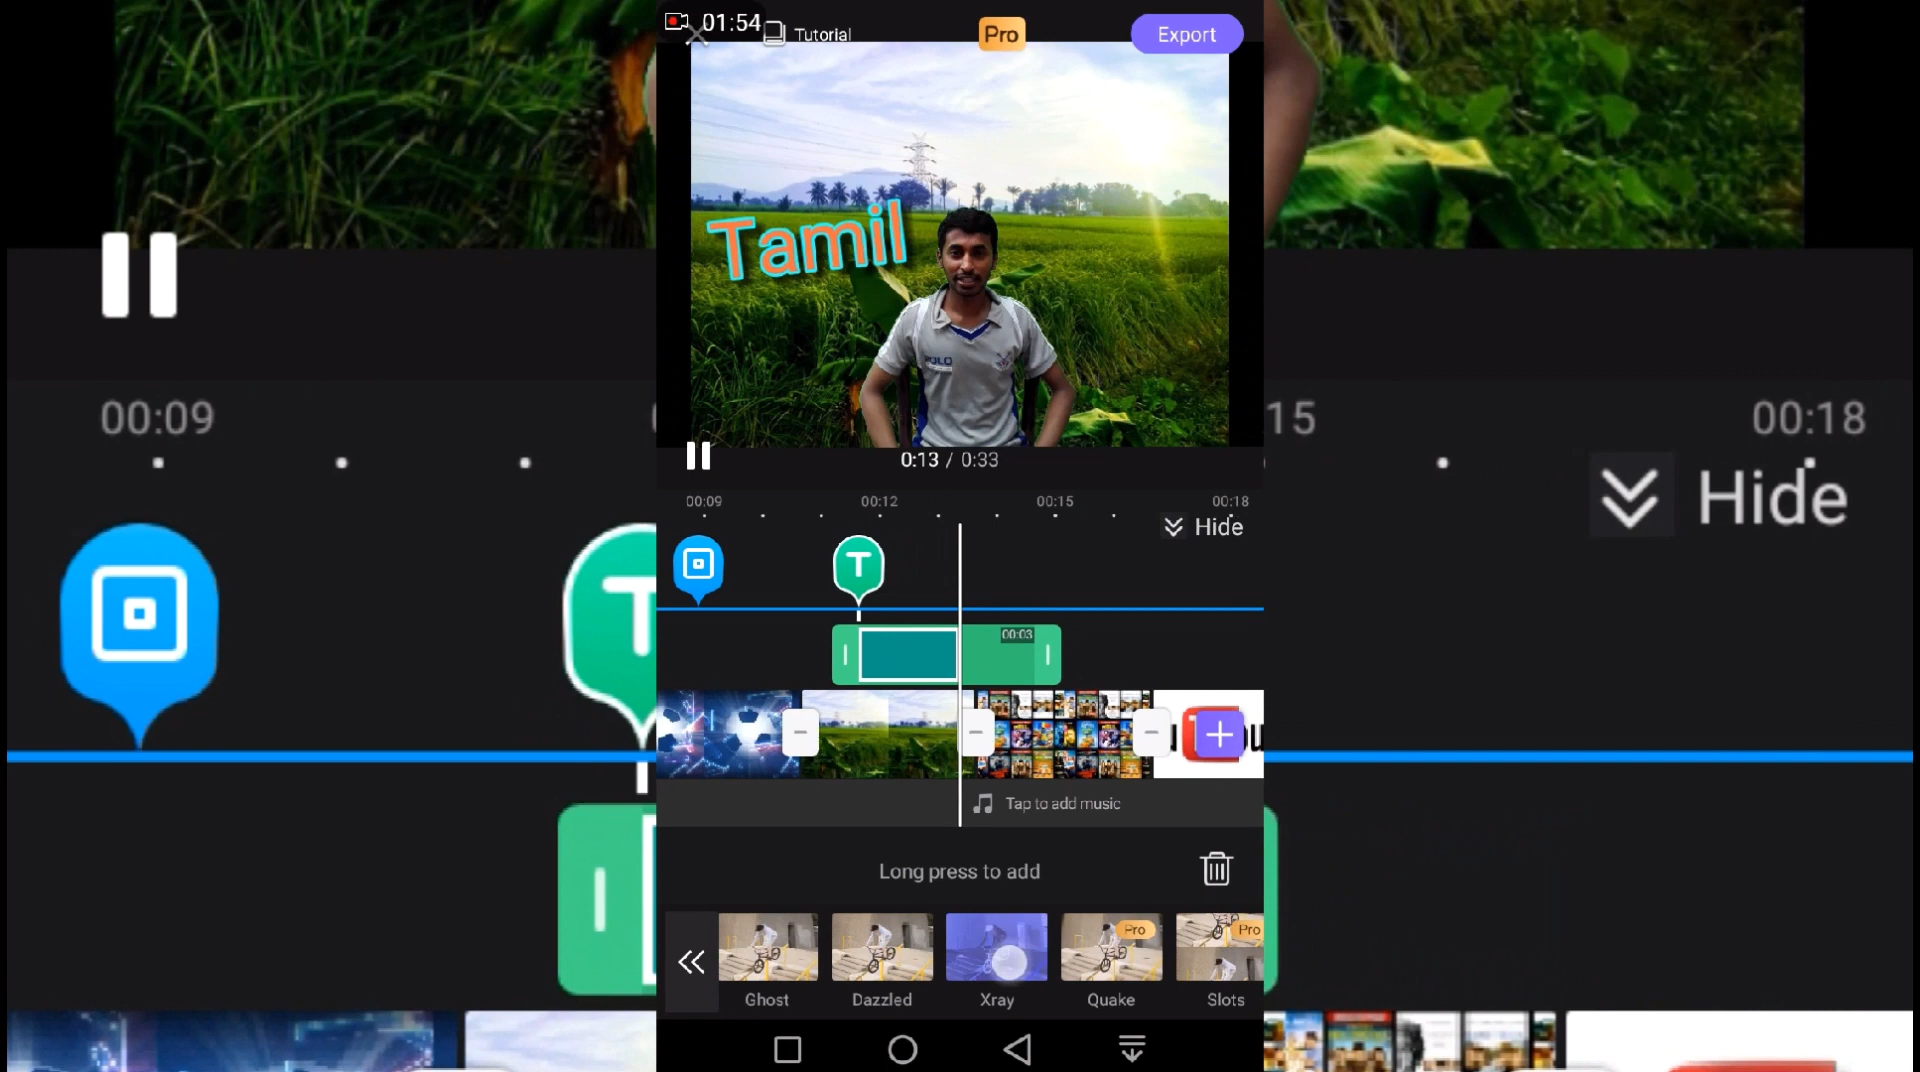 01:54
Tutorial
Pro
Export
Tamil
POLO
0:13 / 0:33
00:09
00:12
00:15
00:18
Hide
T
00:03
Tap to add music
Long press to add
Pro
Pro
Ghost
Dazzled
Xray
Quake
Slots
00:09
15
00:18
Hide